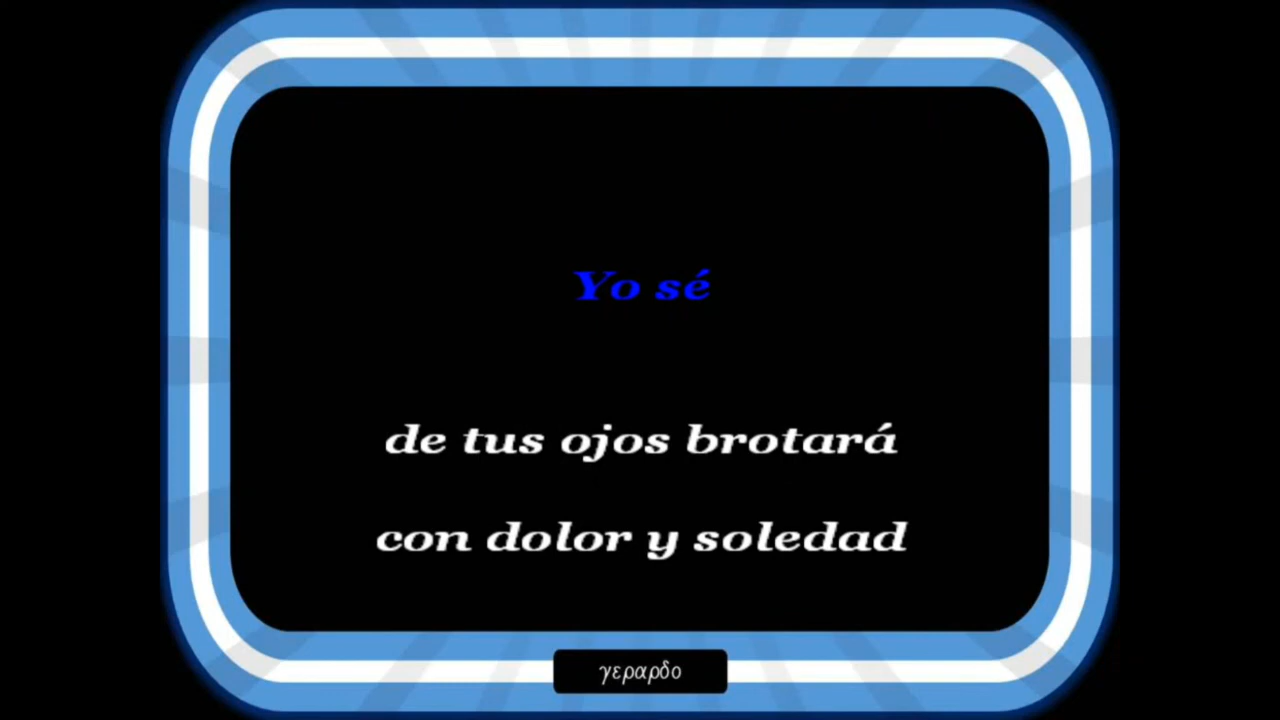 Yo sé
de tus ojos brotará
con dolor y soledad
γεραρδο